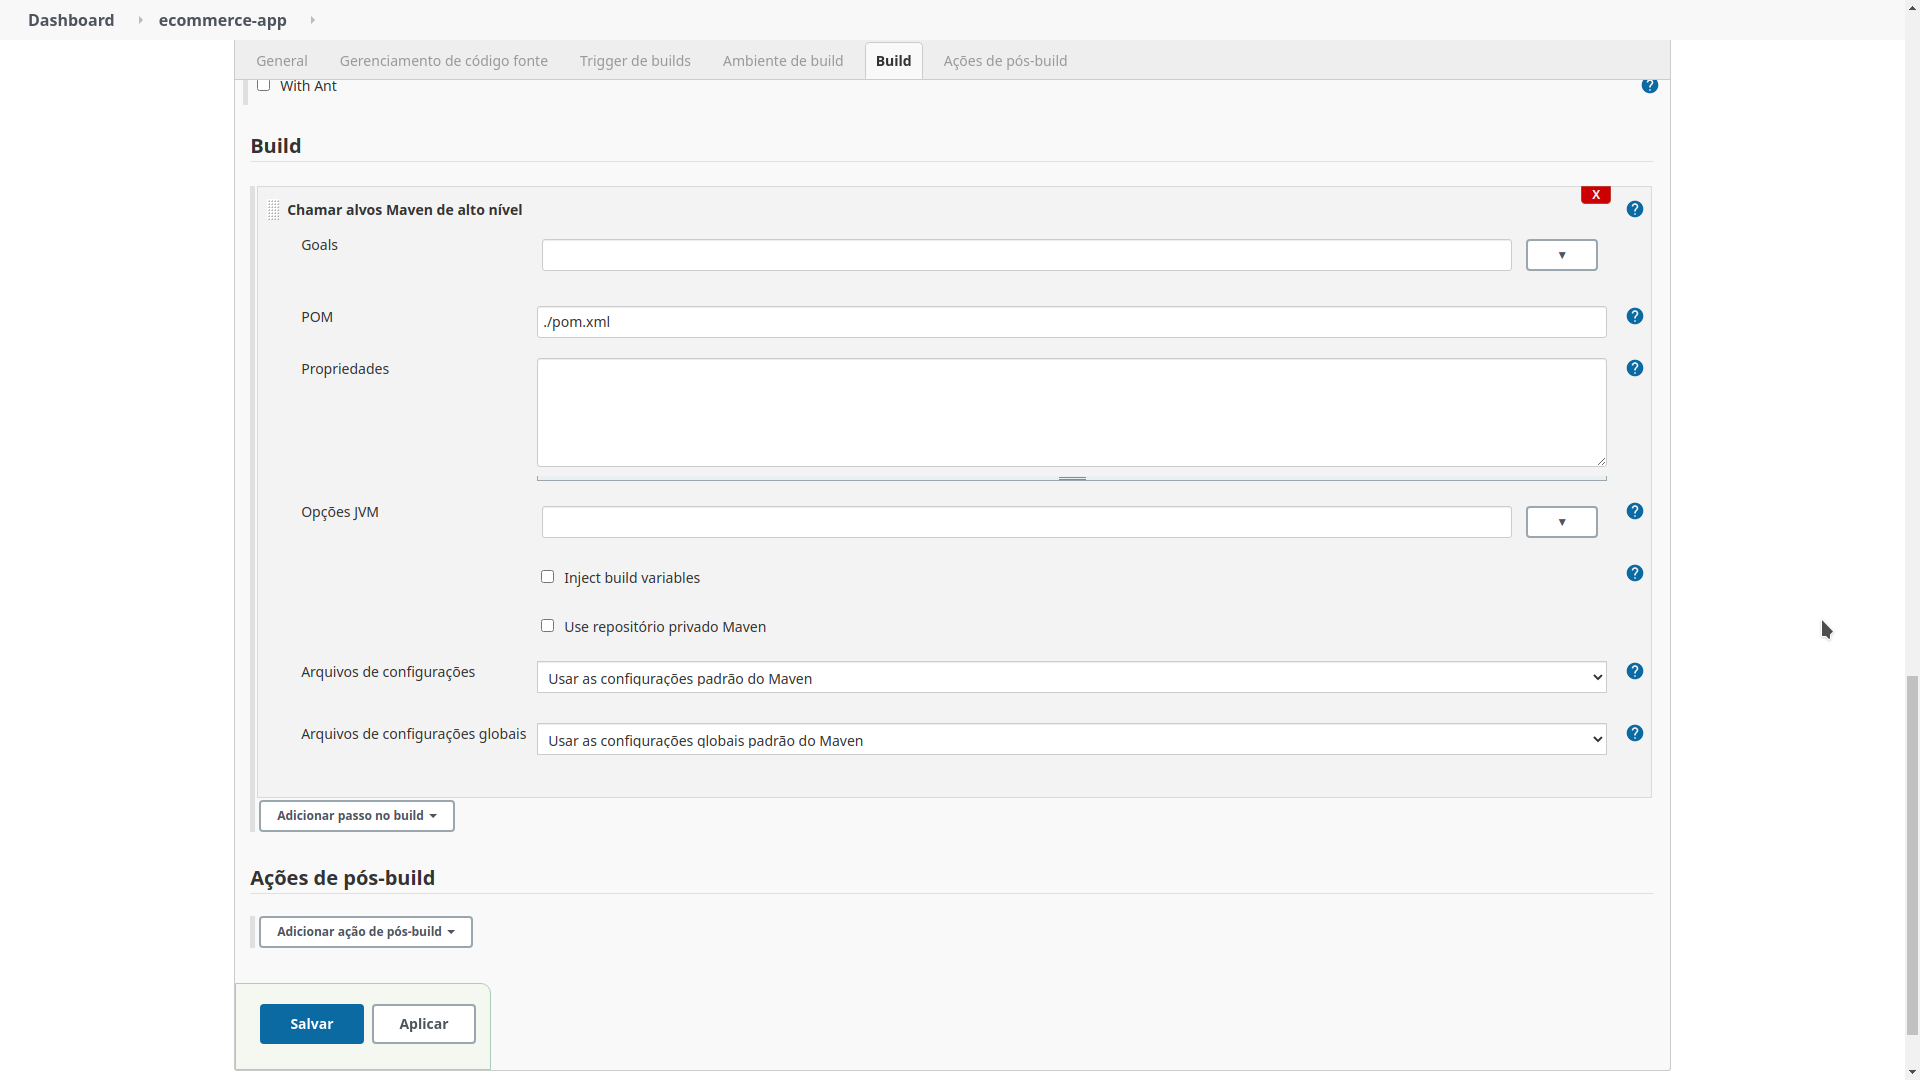 Dashboard ecommerce-app
General Gerenciamento de código fonte Trigger de builds Ambiente de build Build Ações de pós-build
With Ant ?
Build
X
Chamar alvos Maven de alto nível ?
Goals ▼
POM ./pom.xml ?
Propriedades ?
Opções JVM ▼ ?
Inject build variables ?
Use repositório privado Maven
Arquivos de configurações Usar as configurações padrão do Maven ?
Arquivos de configurações globais Usar as configurações globais padrão do Maven ?
Adicionar passo no build
Ações de pós-build
Adicionar ação de pós-build
Salvar Aplicar